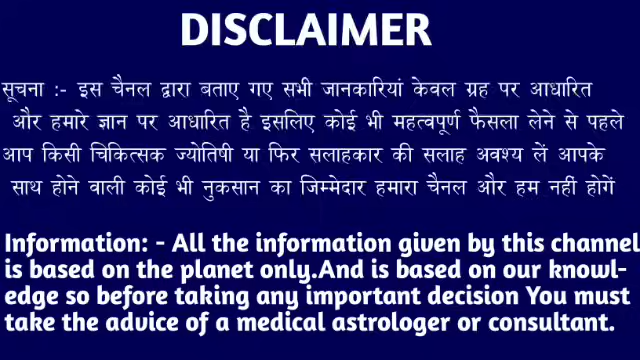 DISCLAIMER
सूचना :- इस चैनल द्वारा बताए गए सभी जानकारियां केवल ग्रह पर आधारित
और हमारे ज्ञान पर आधारित है इसलिए कोई भी महत्वपूर्ण फैसला लेने से पहले
आप किसी चिकित्सक ज्योतिषी या फिर सलाहकार की सलाह अवश्य लें आपके
साथ होने वाली कोई भी नुकसान का जिम्मेदार हमारा चैनल और हम नहीं होगें
Information: - All the information given by this channel
is based on the planet only.And is based on our knowl-
edge so before taking any important decision You must
take the advice of a medical astrologer or consultant.